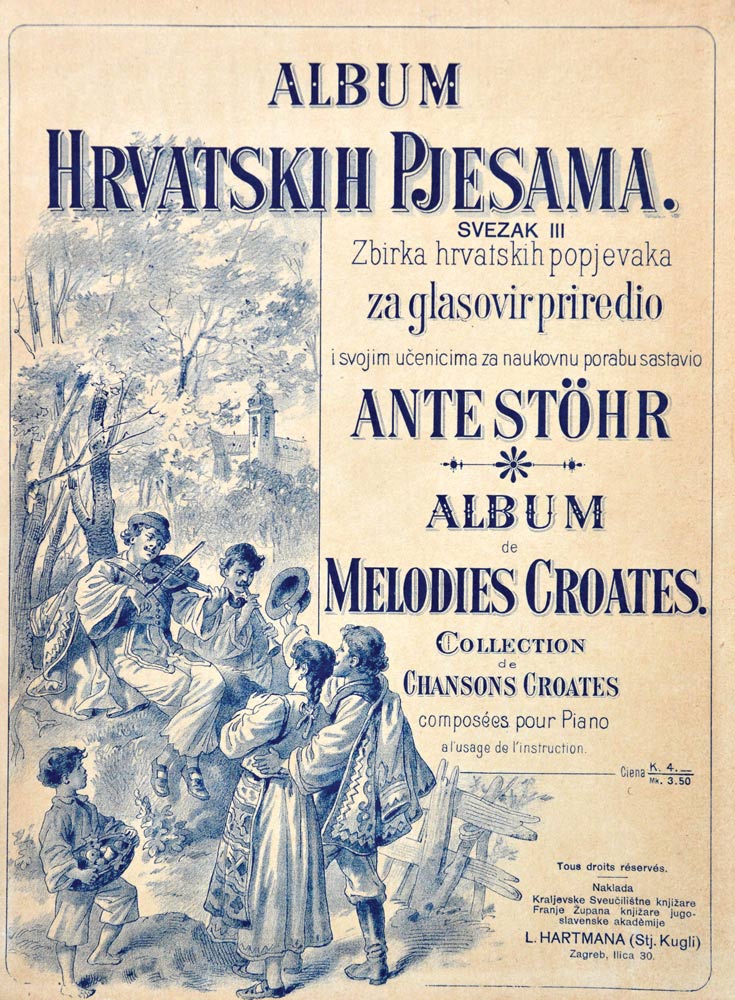 ALBUM
HRVATSKIH PJESAMA.
SVEZAK III
Zbirka hrvatskih popjevaka
za glasovir priredio
i svojim učenicima za naukovnu porabu sastavio
ANTE STÖHR
ALBUM
de
MELODIES CROATES.
COLLECTION
de
CHANSONS CROATES
composées pour Piano
a l'usage de l'instruction.
Ciena K. 4.—
Mk. 3.50
Tous droits réservés.
Naklada
Kraljevske Sveučilištne knjižare
Franje Župana knjižare jugo-
slavenske akadēmije
L. HARTMANA (Stj. Kugli)
Zagreb, Ilica 30.